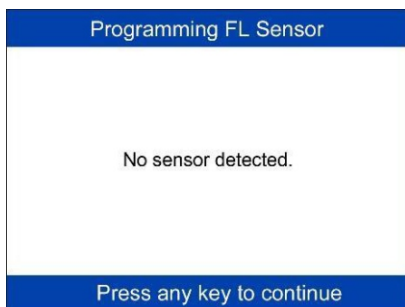 Programming FL Sensor
No sensor detected.
Press any key to continue